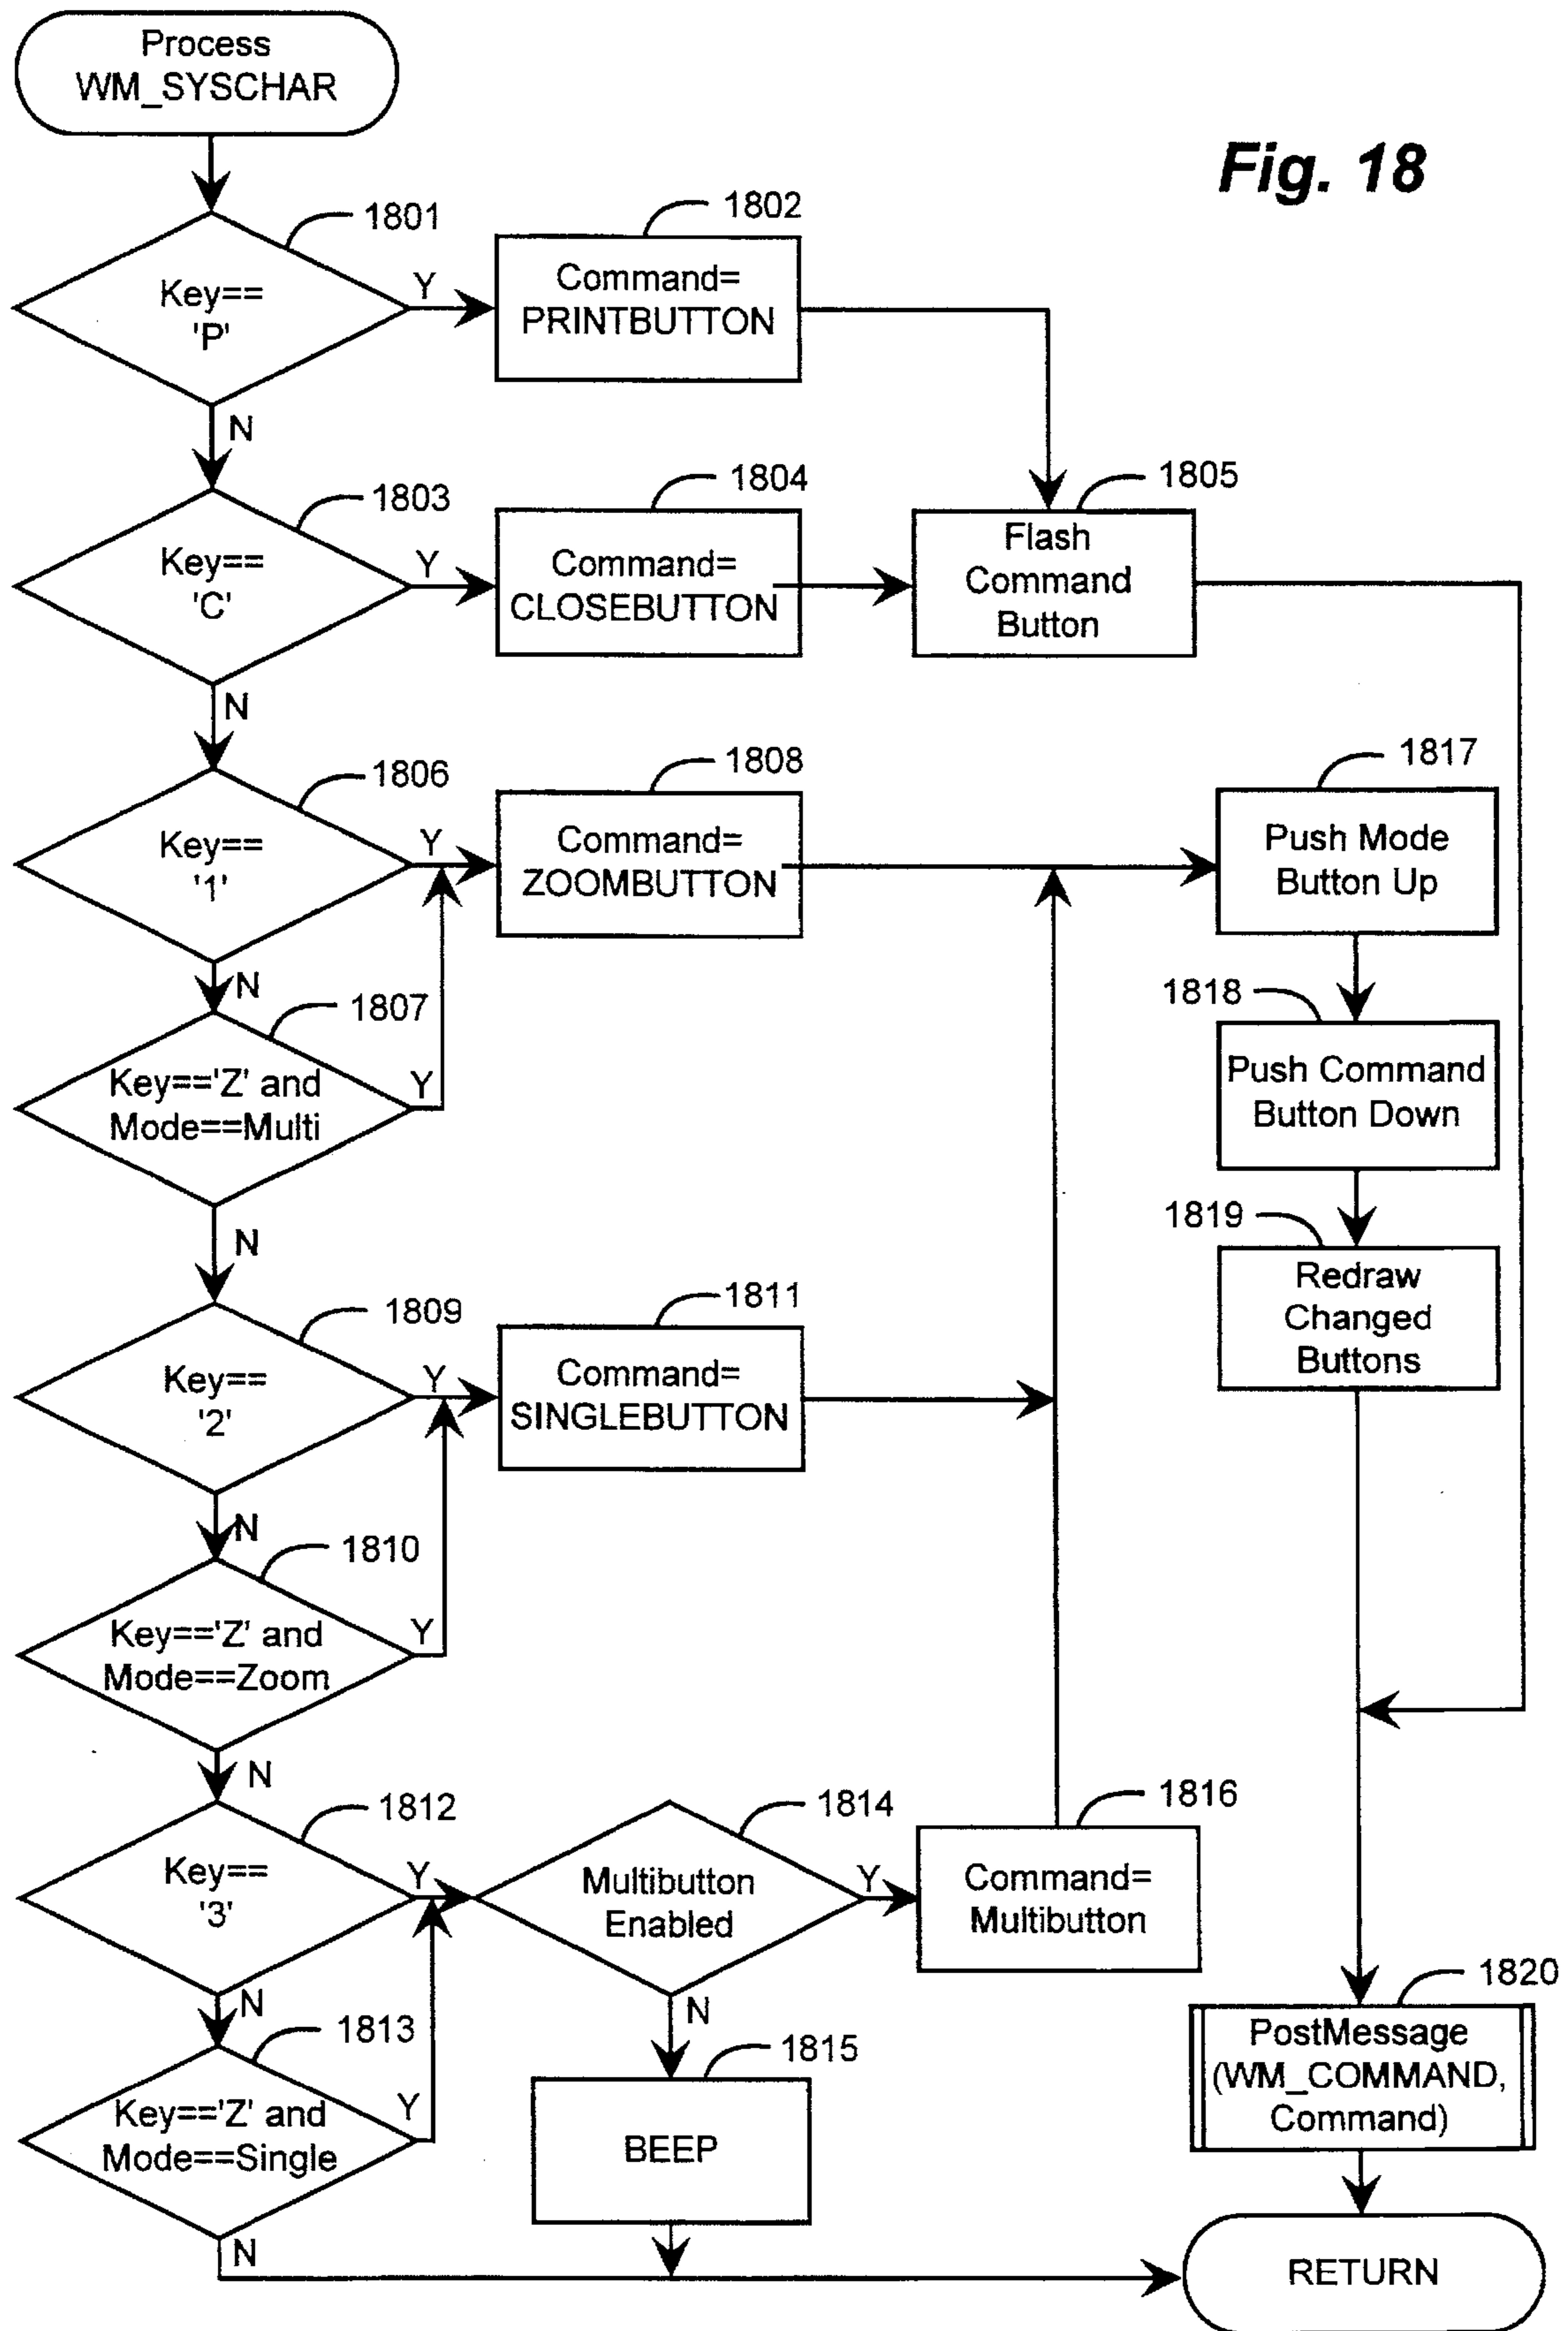 Process
WM_SYSCHAR
Fig. 18
1801
Key==
'P'
Y
N
1802
Command=
PRINTBUTTON
1803
Key==
'C'
Y
N
1804
Command=
CLOSEBUTTON
1805
Flash
Command
Button
1806
Key==
'1'
Y
N
1808
Command=
ZOOMBUTTON
1817
Push Mode
Button Up
1807
Key=='Z' and
Mode==Multi
Y
N
1818
Push Command
Button Down
1819
Redraw
Changed
Buttons
1809
Key==
'2'
Y
N
1811
Command=
SINGLEBUTTON
1810
Key=='Z' and
Mode==Zoom
Y
N
1812
Key==
'3'
Y
N
1814
Multibutton
Enabled
Y
N
1816
Command=
Multibutton
1813
Key=='Z' and
Mode==Single
Y
N
1815
BEEP
1820
PostMessage
(WM_COMMAND,
Command)
RETURN